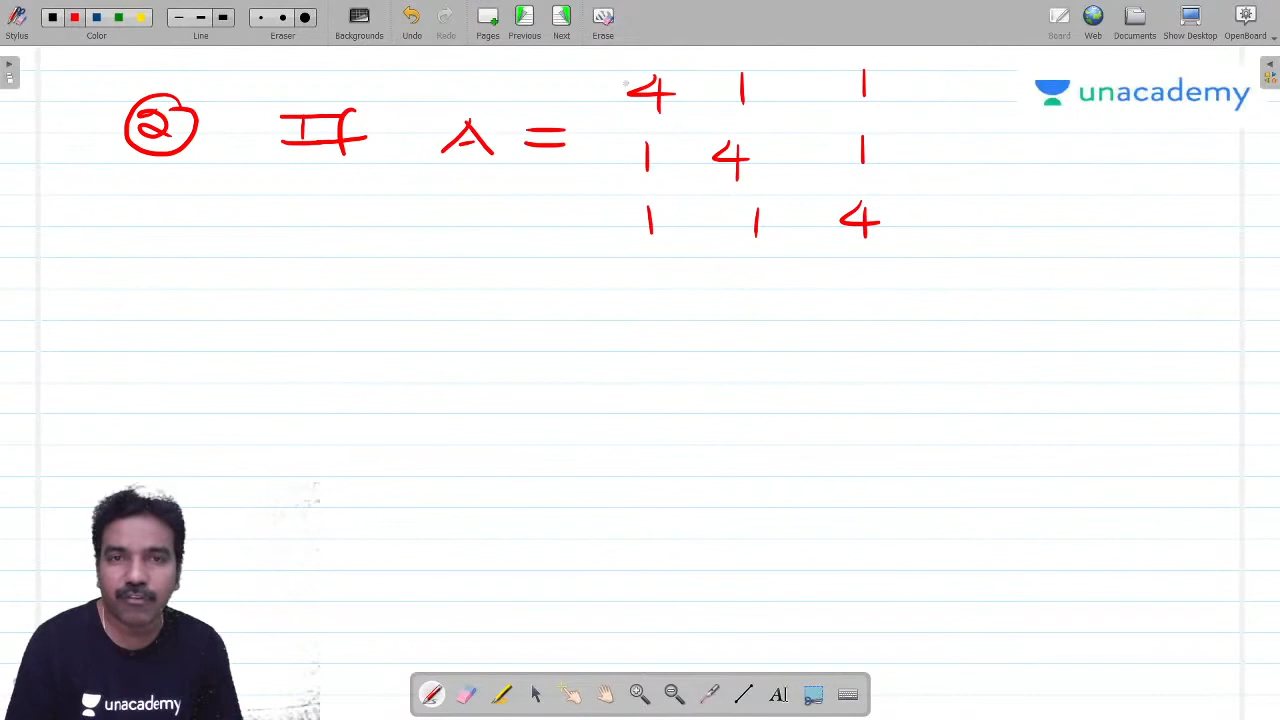 Stylus Color Line Eraser Backgrounds Undo Redo Pages Previous Next Erase Board Web Documents Show Desktop OpenBoard
unacademy
4 1 1
② If A = 1 4 1
1 1 4
unacademy
AI